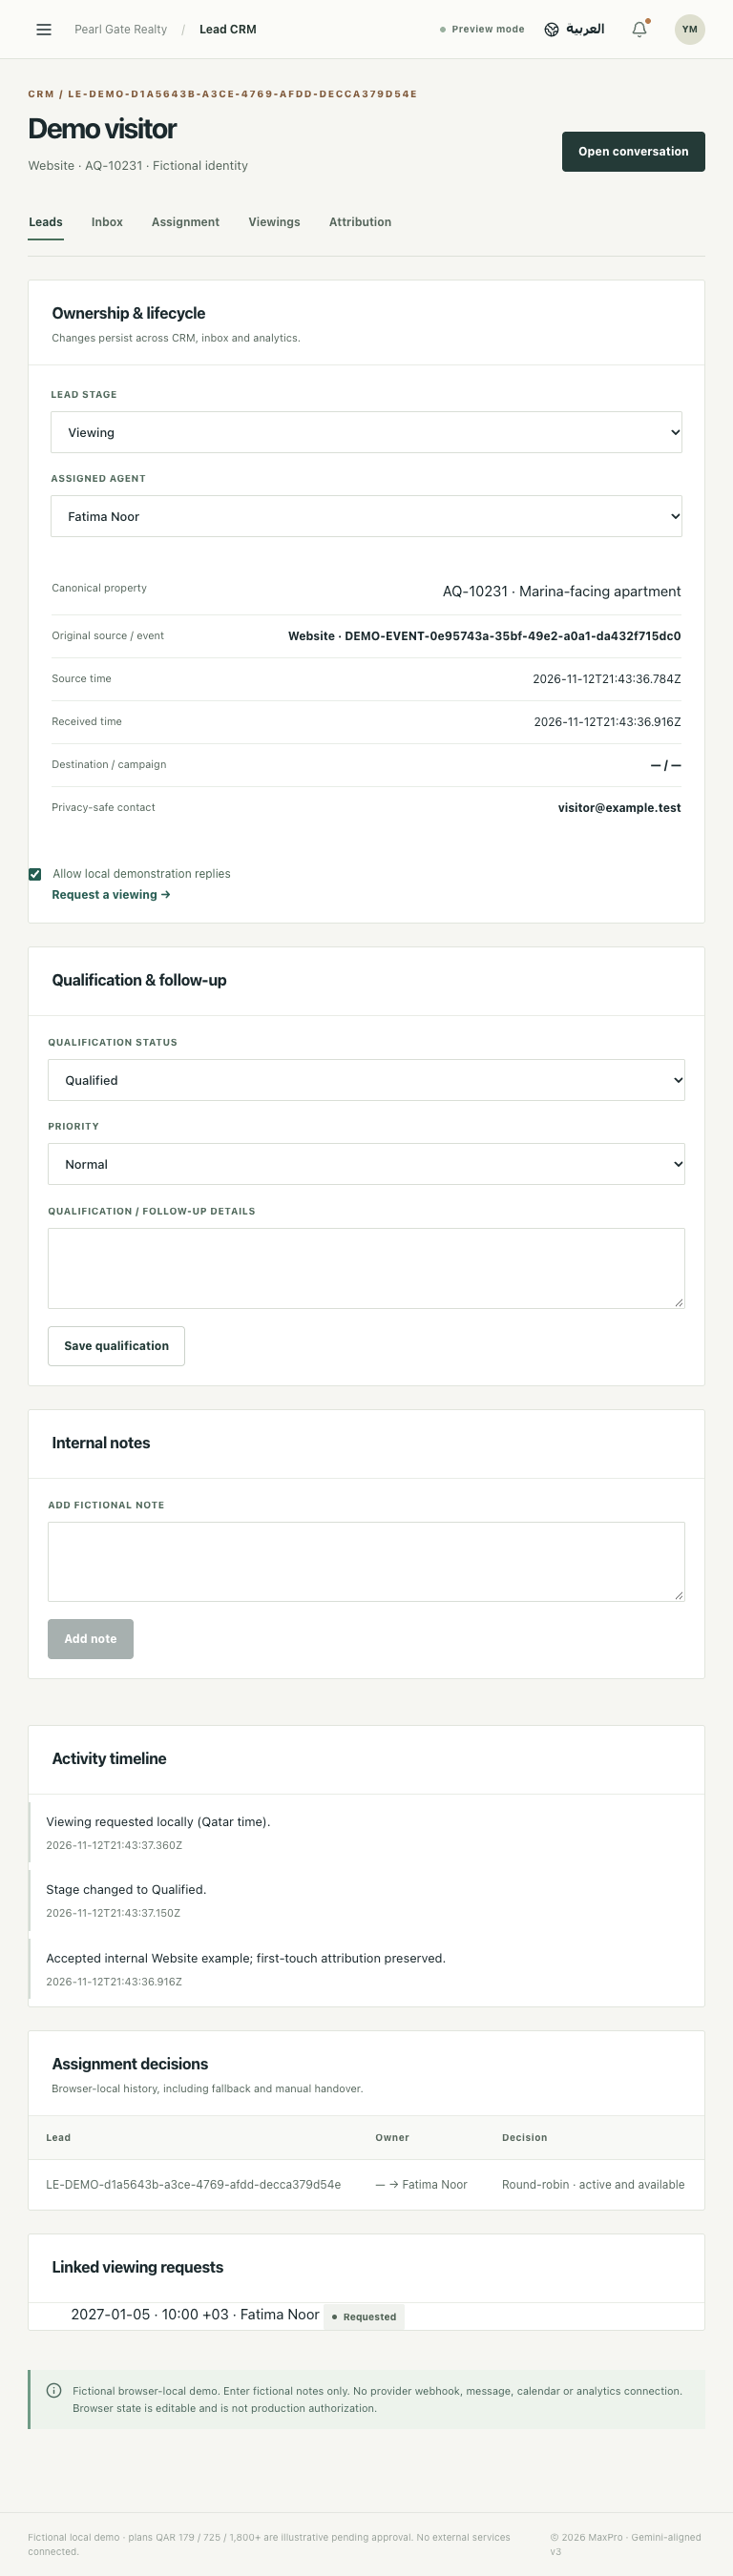 Pearl Gate Realty / Lead CRM
Preview mode
العربية
YM
CRM / LE-DEMO-D1A5643B-A3CE-4769-AFDD-DECCA379D54E
Demo visitor
Website · AQ-10231 · Fictional identity
Open conversation
Leads Inbox Assignment Viewings Attribution
Ownership & lifecycle
Changes persist across CRM, inbox and analytics.
LEAD STAGE
Viewing
ASSIGNED AGENT
Fatima Noor
Canonical property AQ-10231 · Marina-facing apartment
Original source / event Website · DEMO-EVENT-0e95743a-35bf-49e2-a0a1-da432f715dc0
Source time 2026-11-12T21:43:36.784Z
Received time 2026-11-12T21:43:36.916Z
Destination / campaign — / —
Privacy-safe contact visitor@example.test
Allow local demonstration replies
Request a viewing →
Qualification & follow-up
QUALIFICATION STATUS
Qualified
PRIORITY
Normal
QUALIFICATION / FOLLOW-UP DETAILS
Save qualification
Internal notes
ADD FICTIONAL NOTE
Add note
Activity timeline
Viewing requested locally (Qatar time).
2026-11-12T21:43:37.360Z
Stage changed to Qualified.
2026-11-12T21:43:37.150Z
Accepted internal Website example; first-touch attribution preserved.
2026-11-12T21:43:36.916Z
Assignment decisions
Browser-local history, including fallback and manual handover.
Lead Owner Decision
LE-DEMO-d1a5643b-a3ce-4769-afdd-decca379d54e — → Fatima Noor Round-robin · active and available
Linked viewing requests
2027-01-05 · 10:00 +03 · Fatima Noor Requested
Fictional browser-local demo. Enter fictional notes only. No provider webhook, message, calendar or analytics connection.
Browser state is editable and is not production authorization.
Fictional local demo · plans QAR 179 / 725 / 1,800+ are illustrative pending approval. No external services
connected.
© 2026 MaxPro · Gemini-aligned
v3